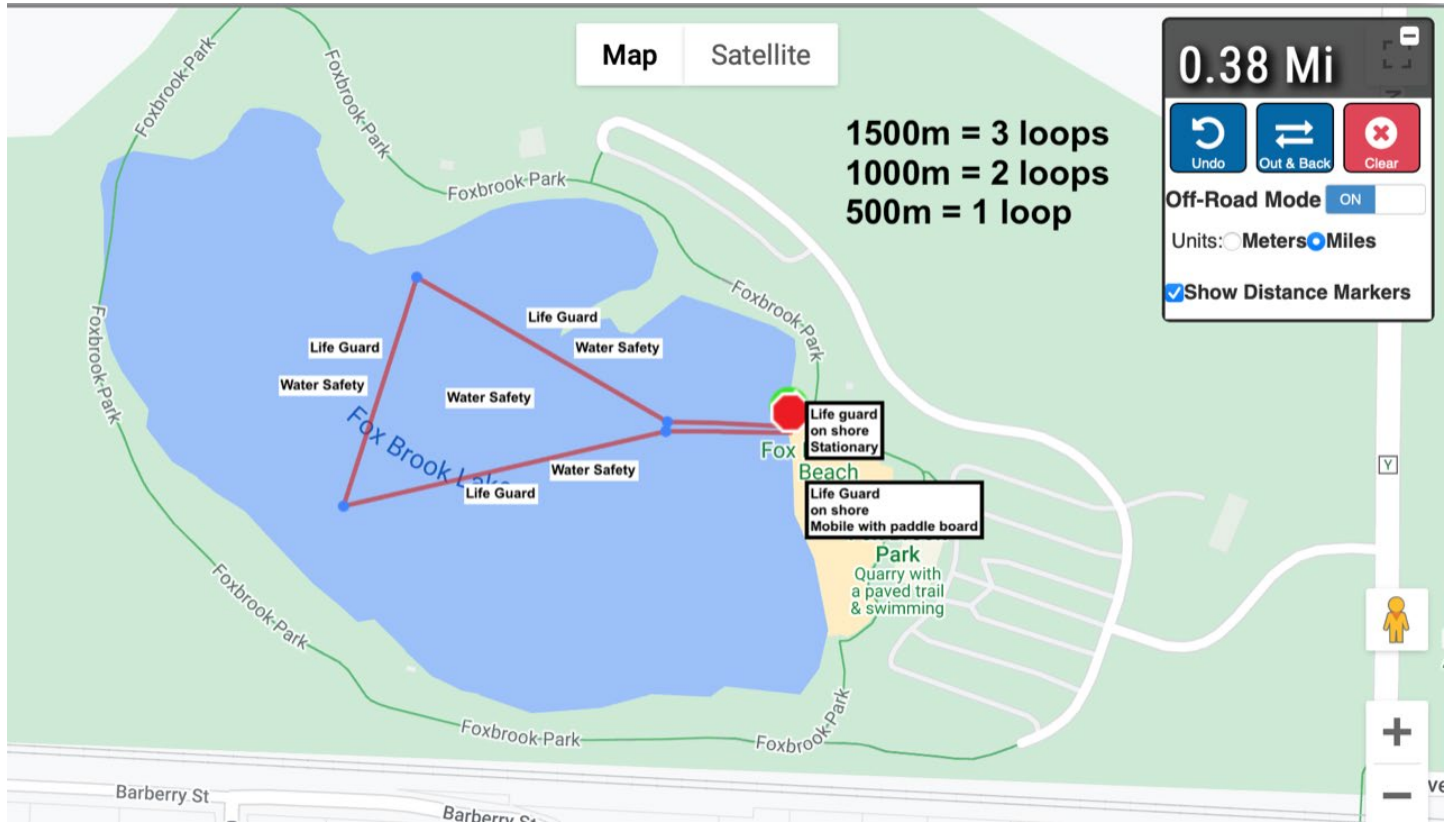 Map Satellite
0.38 Mi
Undo Out & Back Clear
Off-Road Mode ON
Units: Meters Miles
Show Distance Markers
1500m = 3 loops
1000m = 2 loops
500m = 1 loop
Foxbrook-Park
Foxbrook-Park
Foxbrook Park
Foxbrook-Park
Foxbrook-Park
Foxbrook-Park
Foxbrook-Park
Foxbrook-Park
Life Guard
Water Safety
Life Guard
Water Safety
Water Safety
Fox Brook
Water Safety
Life Guard
Life guard
on shore
Stationary
Fox
Beach
Life Guard
on shore
Mobile with paddle board
Park
Quarry with
a paved trail
& swimming
Y
Barberry St
Barberry